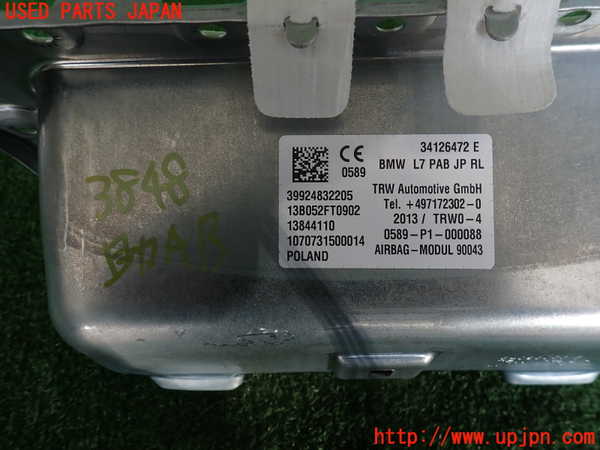 USED PARTS JAPAN
34126472 E
CE
0589
BMW L7 PAB JP RL
39924832205
13B052FT0902
13844110
1070731500014
POLAND
TRW Automotive GmbH
Tel. +497172302-0
2013 / TRW0-4
0589-P1-000088
AIRBAG-MODUL 90043
3848
AB
http://www.upjpn.com/